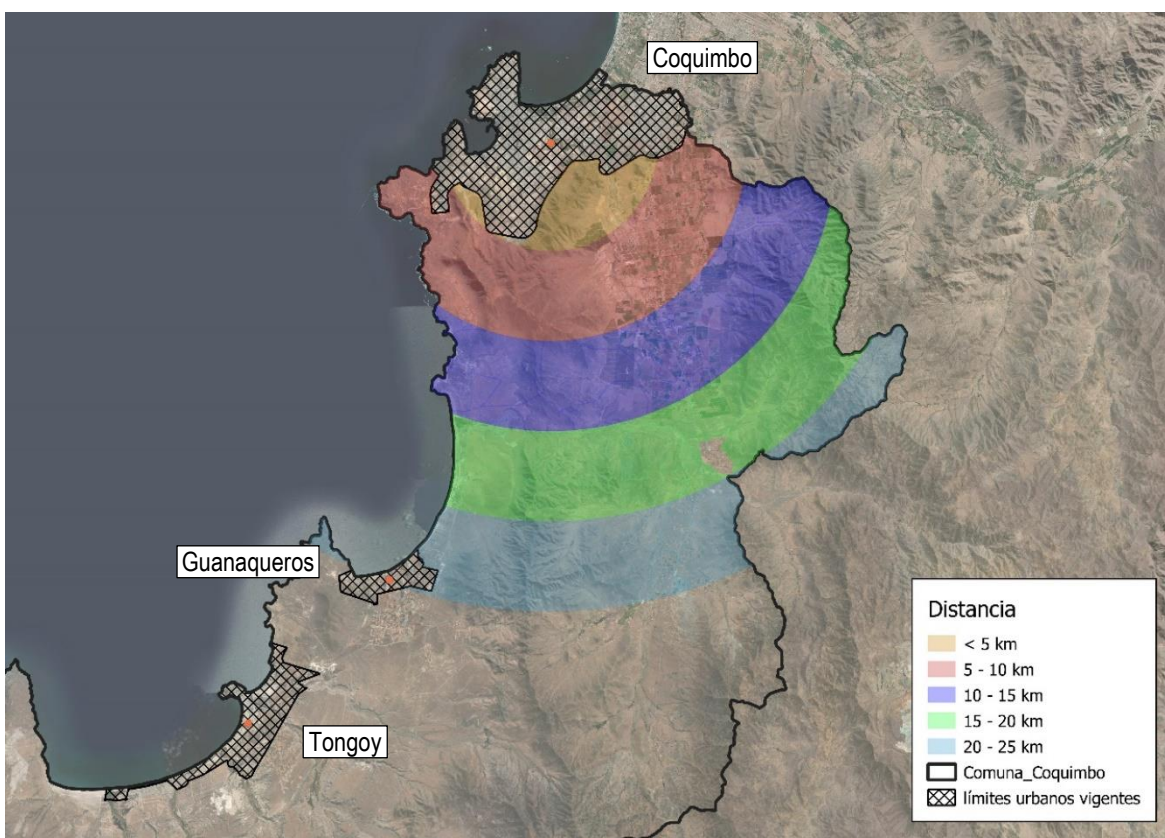 Coquimbo
Guanaqueros
Tongoy
Distancia
< 5 km
5 - 10 km
10 - 15 km
15 - 20 km
20 - 25 km
Comuna_Coquimbo
límites urbanos vigentes